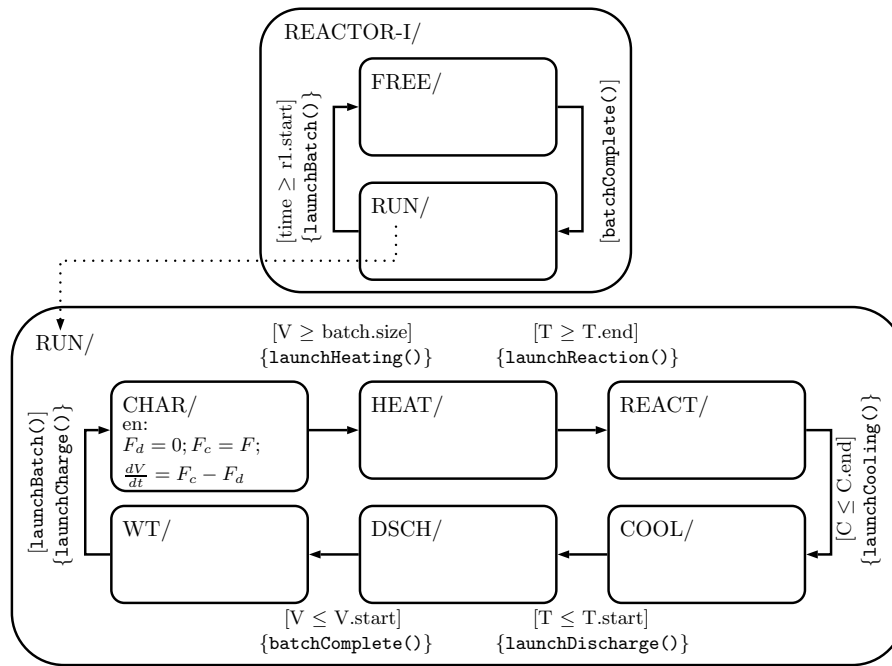 REACTOR-I/
FREE/
[time ≥ r1.start]
{launchBatch()}
[batchComplete()]
RUN/
RUN/
[V ≥ batch.size]
{launchHeating()}
[T ≥ T.end]
{launchReaction()}
CHAR/
en:
F_d = 0; F_c = F;
dV/dt = F_c − F_d
HEAT/
REACT/
[launchBatch()]
{launchCharge()}
[C ≤ C.end]
{launchCooling()}
WT/
DSCH/
COOL/
[V ≤ V.start]
{batchComplete()}
[T ≤ T.start]
{launchDischarge()}